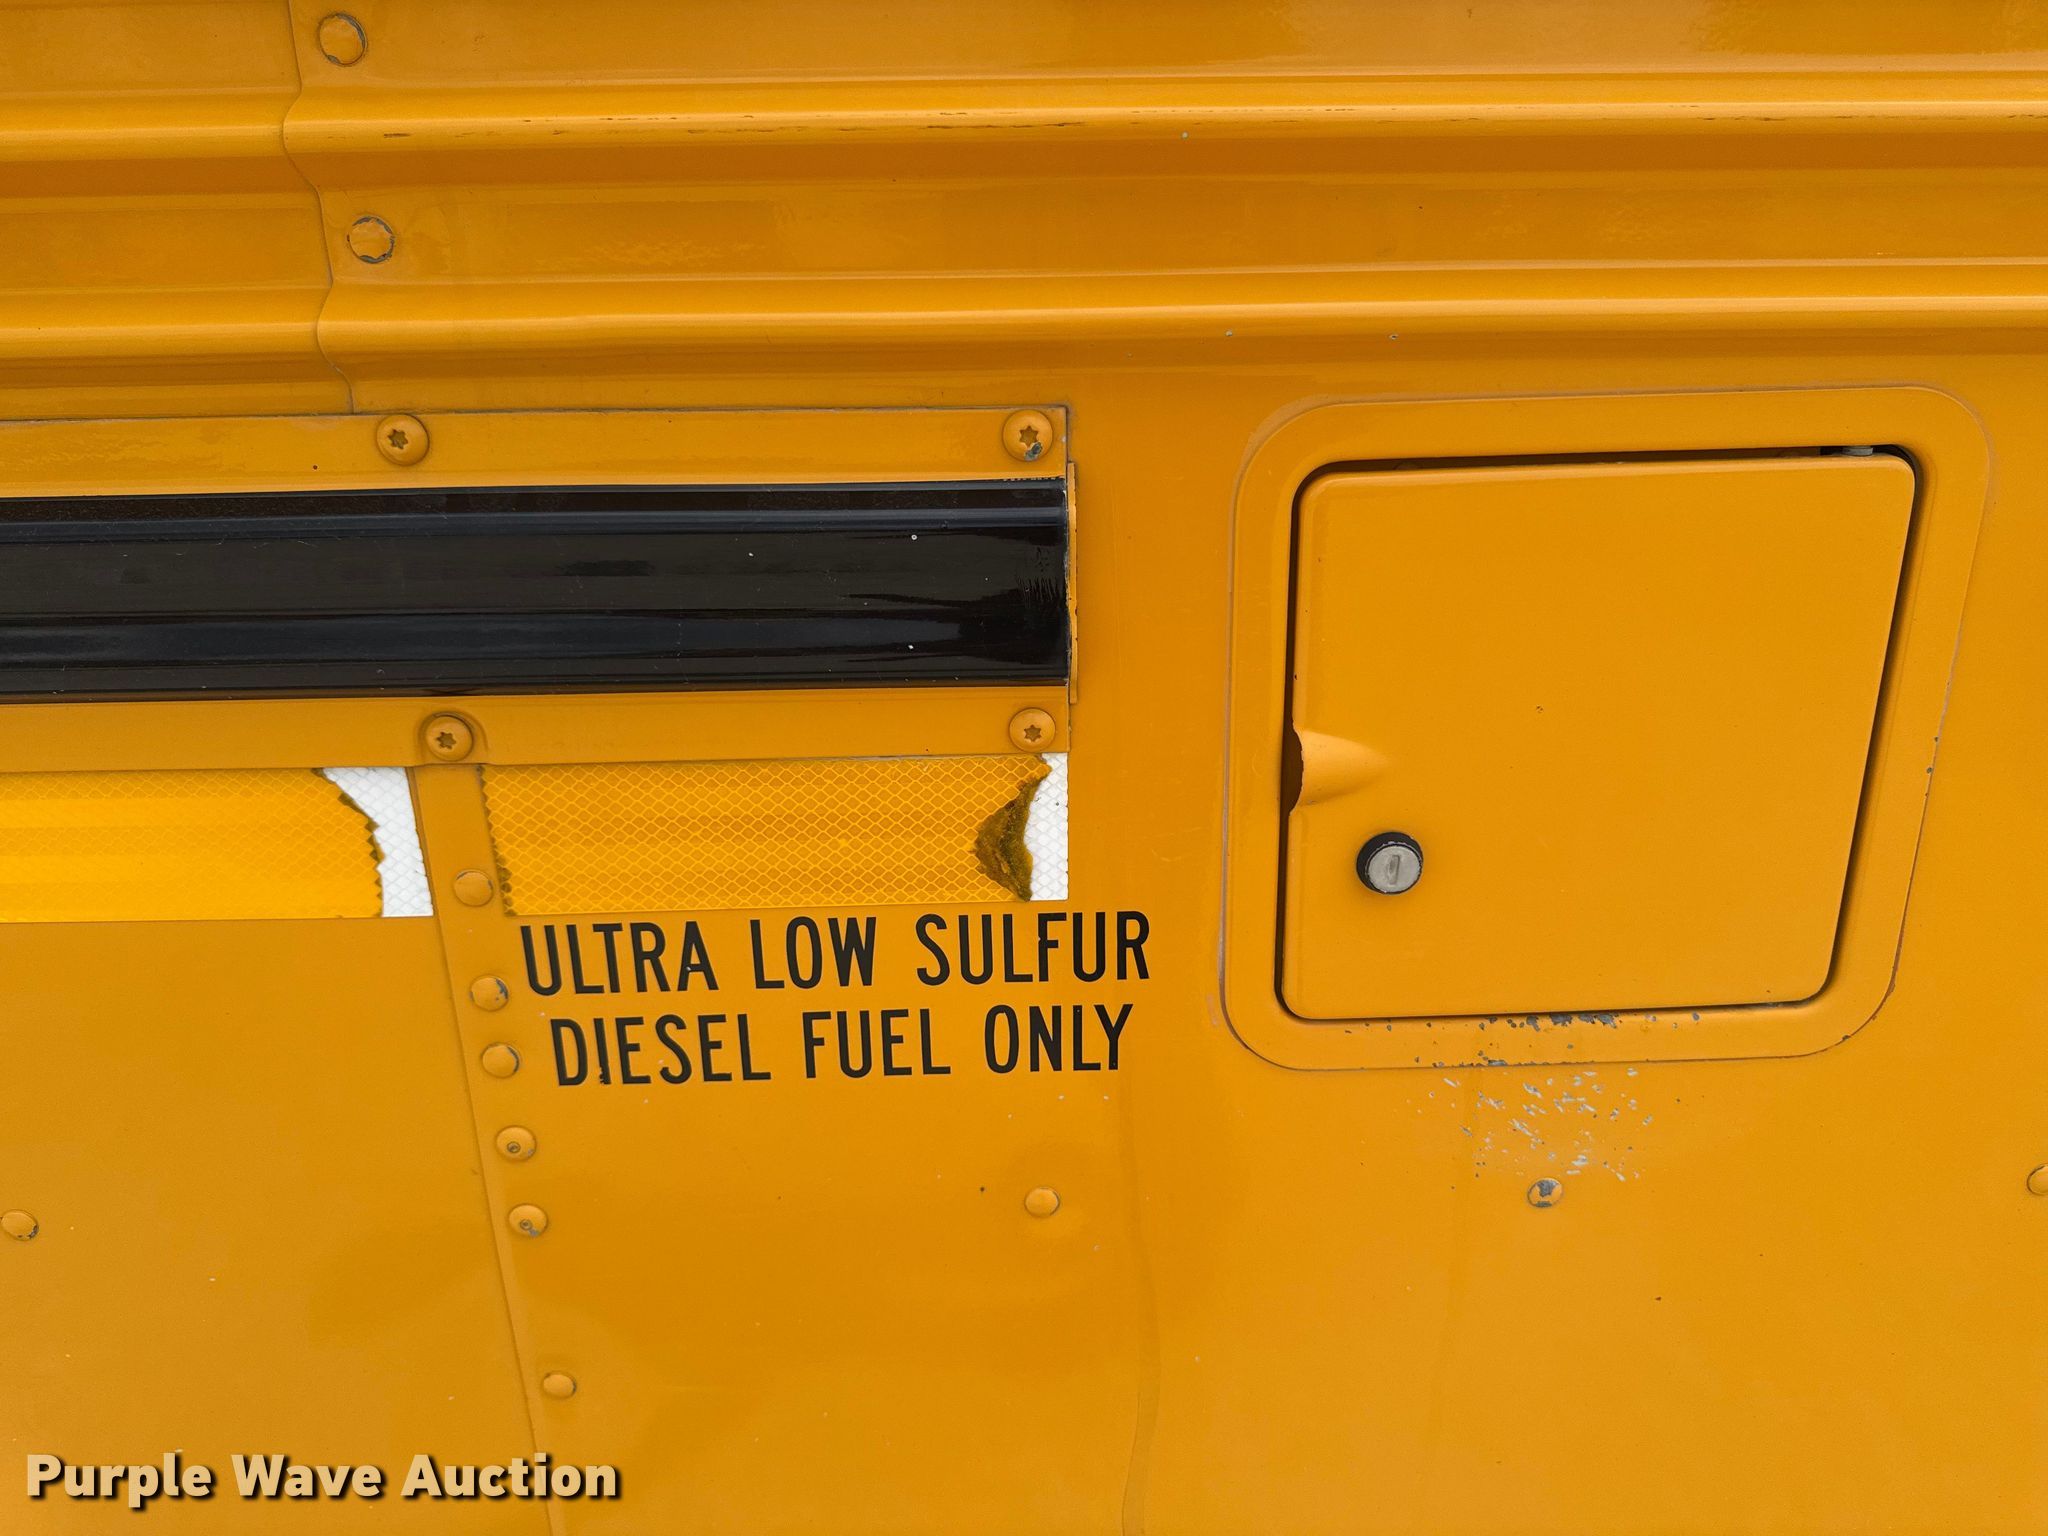 ULTRA LOW SULFUR
DIESEL FUEL ONLY
Purple Wave Auction